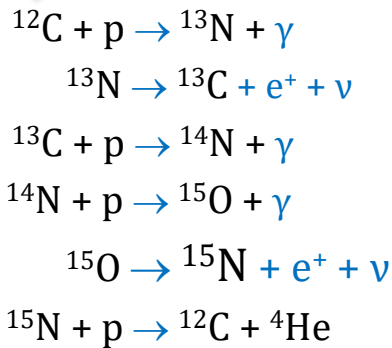 ¹²C + p → ¹³N + γ
¹³N → ¹³C + e⁺ + ν
¹³C + p → ¹⁴N + γ
¹⁴N + p → ¹⁵O + γ
¹⁵O → ¹⁵N + e⁺ + ν
¹⁵N + p → ¹²C + ⁴He